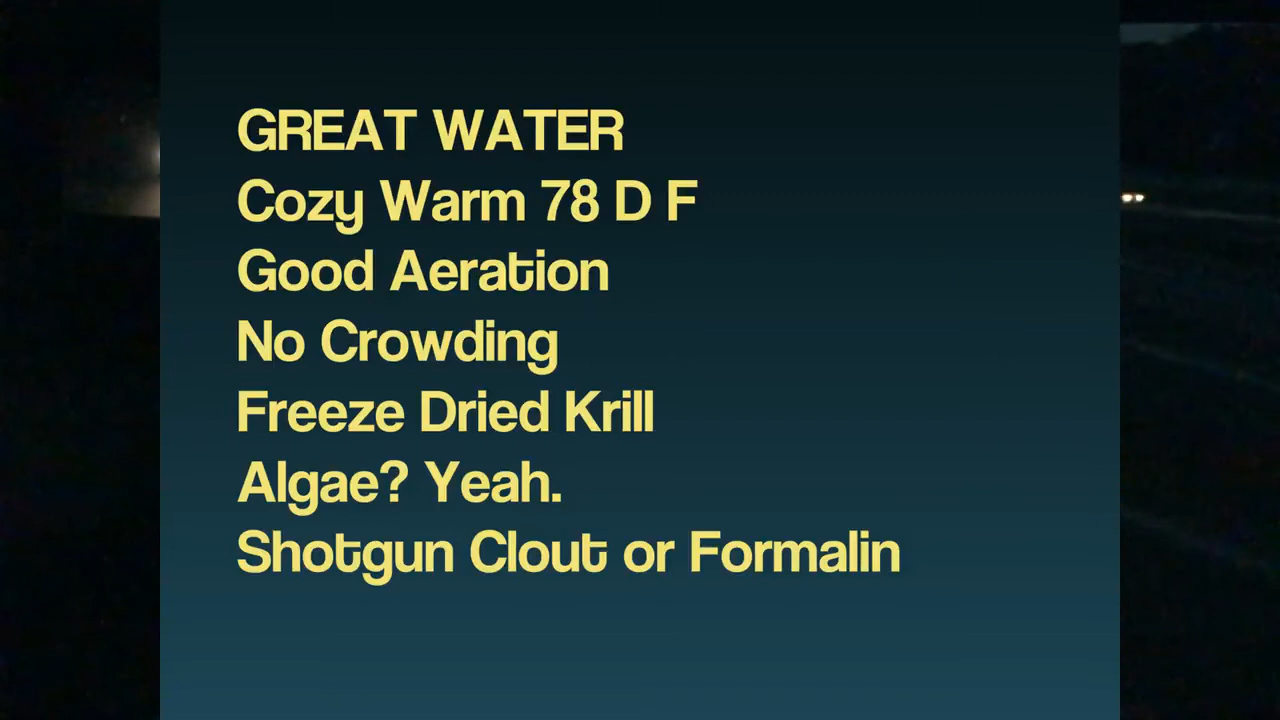 GREAT WATER
Cozy Warm 78 D F
Good Aeration
No Crowding
Freeze Dried Krill
Algae? Yeah.
Shotgun Clout or Formalin